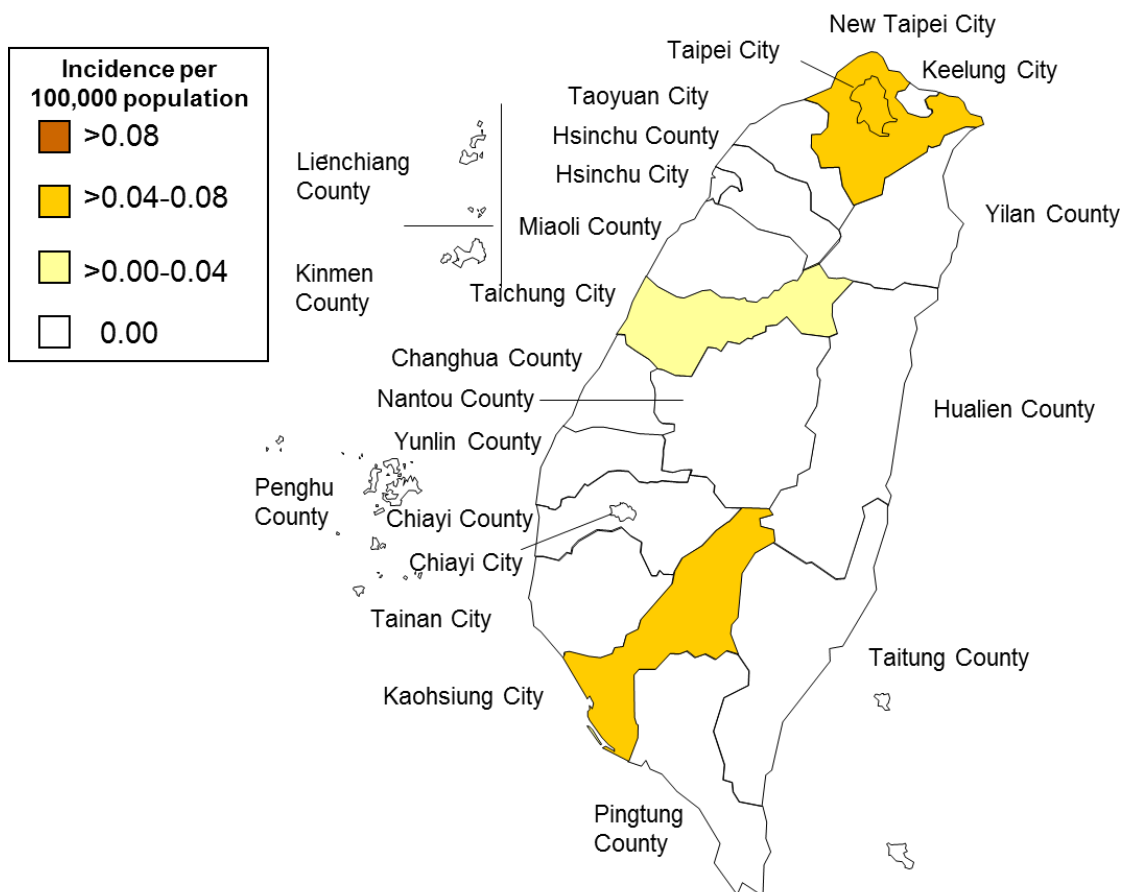 Incidence per
100,000 population
>0.08
>0.04-0.08
>0.00-0.04
0.00
New Taipei City
Taipei City
Keelung City
Taoyuan City
Hsinchu County
Hsinchu City
Lienchiang
County
Miaoli County
Yilan County
Kinmen
County
Taichung City
Changhua County
Nantou County
Hualien County
Yunlin County
Penghu
County
Chiayi County
Chiayi City
Tainan City
Taitung County
Kaohsiung City
Pingtung
County